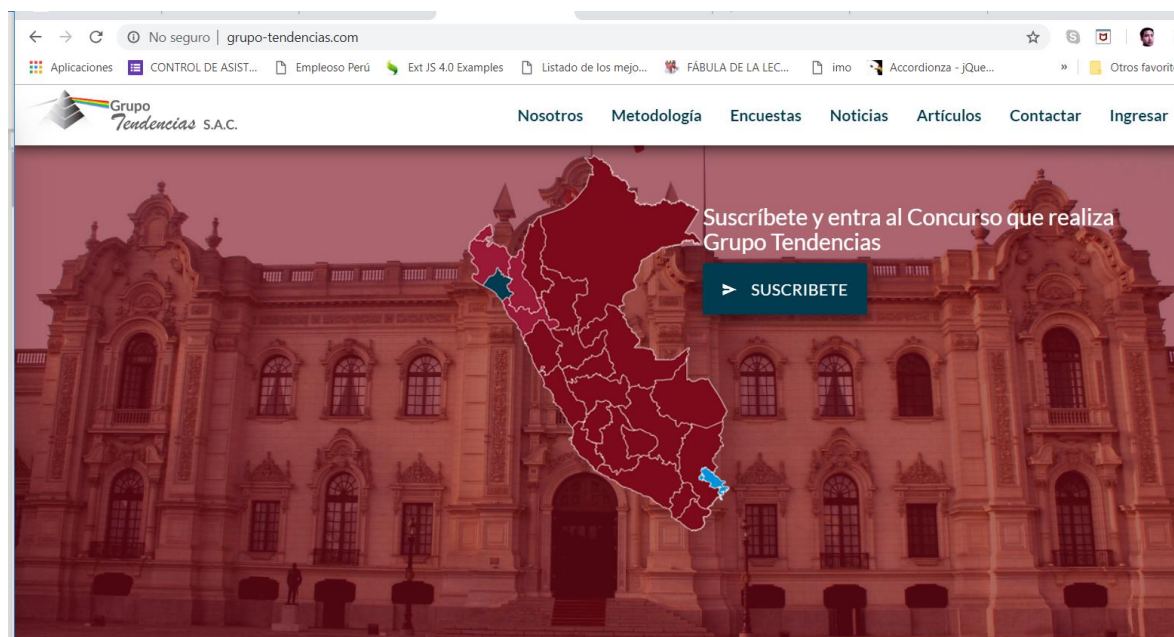 No seguro | grupo-tendencias.com
Aplicaciones CONTROL DE ASIST... Empleoso Perú Ext JS 4.0 Examples Listado de los mejo... FÁBULA DE LA LEC... imo Accordionza - jQue... » Otros favorit
Grupo
Tendencias S.A.C.
Nosotros Metodología Encuestas Noticias Artículos Contactar Ingresar
Suscríbete y entra al Concurso que realiza
Grupo Tendencias
SUSCRIBETE